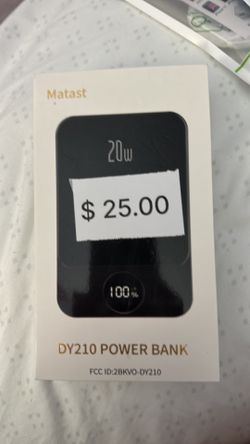 Matast
20w
$ 25.00
100%
DY210 POWER BANK
FCC ID:2BKVO-DY210